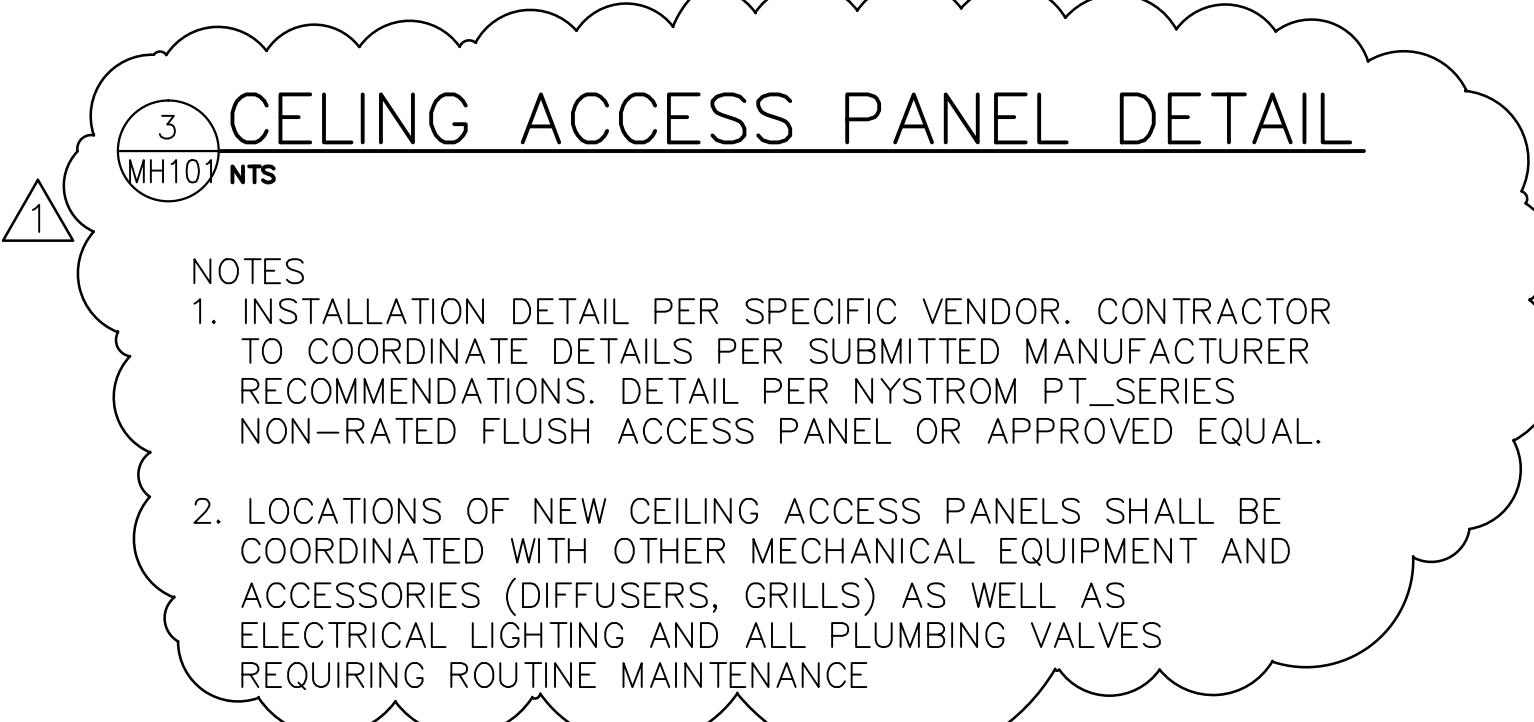 3
CELING ACCESS PANEL DETAIL
MH101
NTS
1
NOTES
1. INSTALLATION DETAIL PER SPECIFIC VENDOR. CONTRACTOR
TO COORDINATE DETAILS PER SUBMITTED MANUFACTURER
RECOMMENDATIONS. DETAIL PER NYSTROM PT_SERIES
NON-RATED FLUSH ACCESS PANEL OR APPROVED EQUAL.
2. LOCATIONS OF NEW CEILING ACCESS PANELS SHALL BE
COORDINATED WITH OTHER MECHANICAL EQUIPMENT AND
ACCESSORIES (DIFFUSERS, GRILLS) AS WELL AS
ELECTRICAL LIGHTING AND ALL PLUMBING VALVES
REQUIRING ROUTINE MAINTENANCE